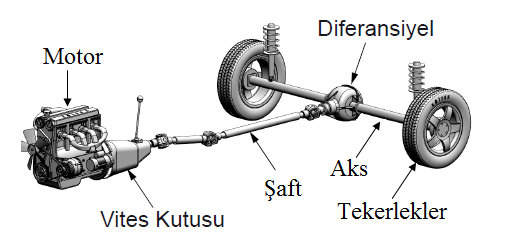 Diferansiyel
Motor
Şaft
Aks
Vites Kutusu
Tekerlekler